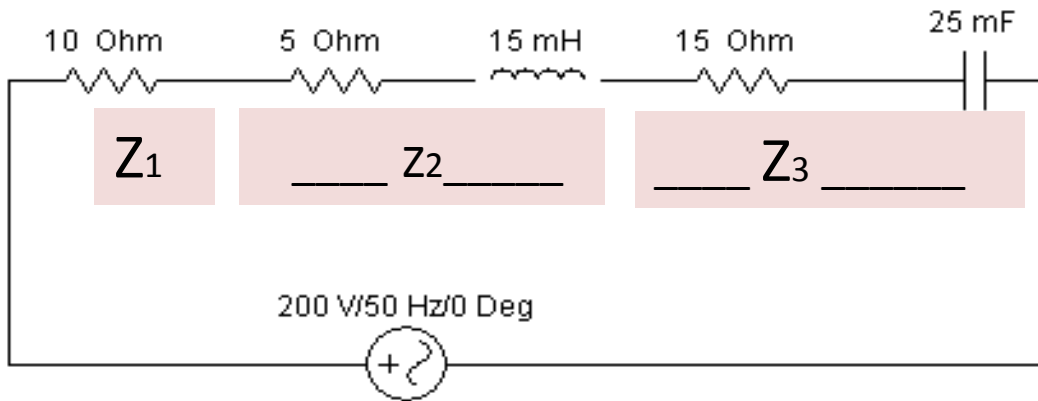 10 Ohm 5 Ohm 15 mH 15 Ohm 25 mF
Z1 ____ Z2_____ ____ Z3 ______
200 V/50 Hz/0 Deg
+